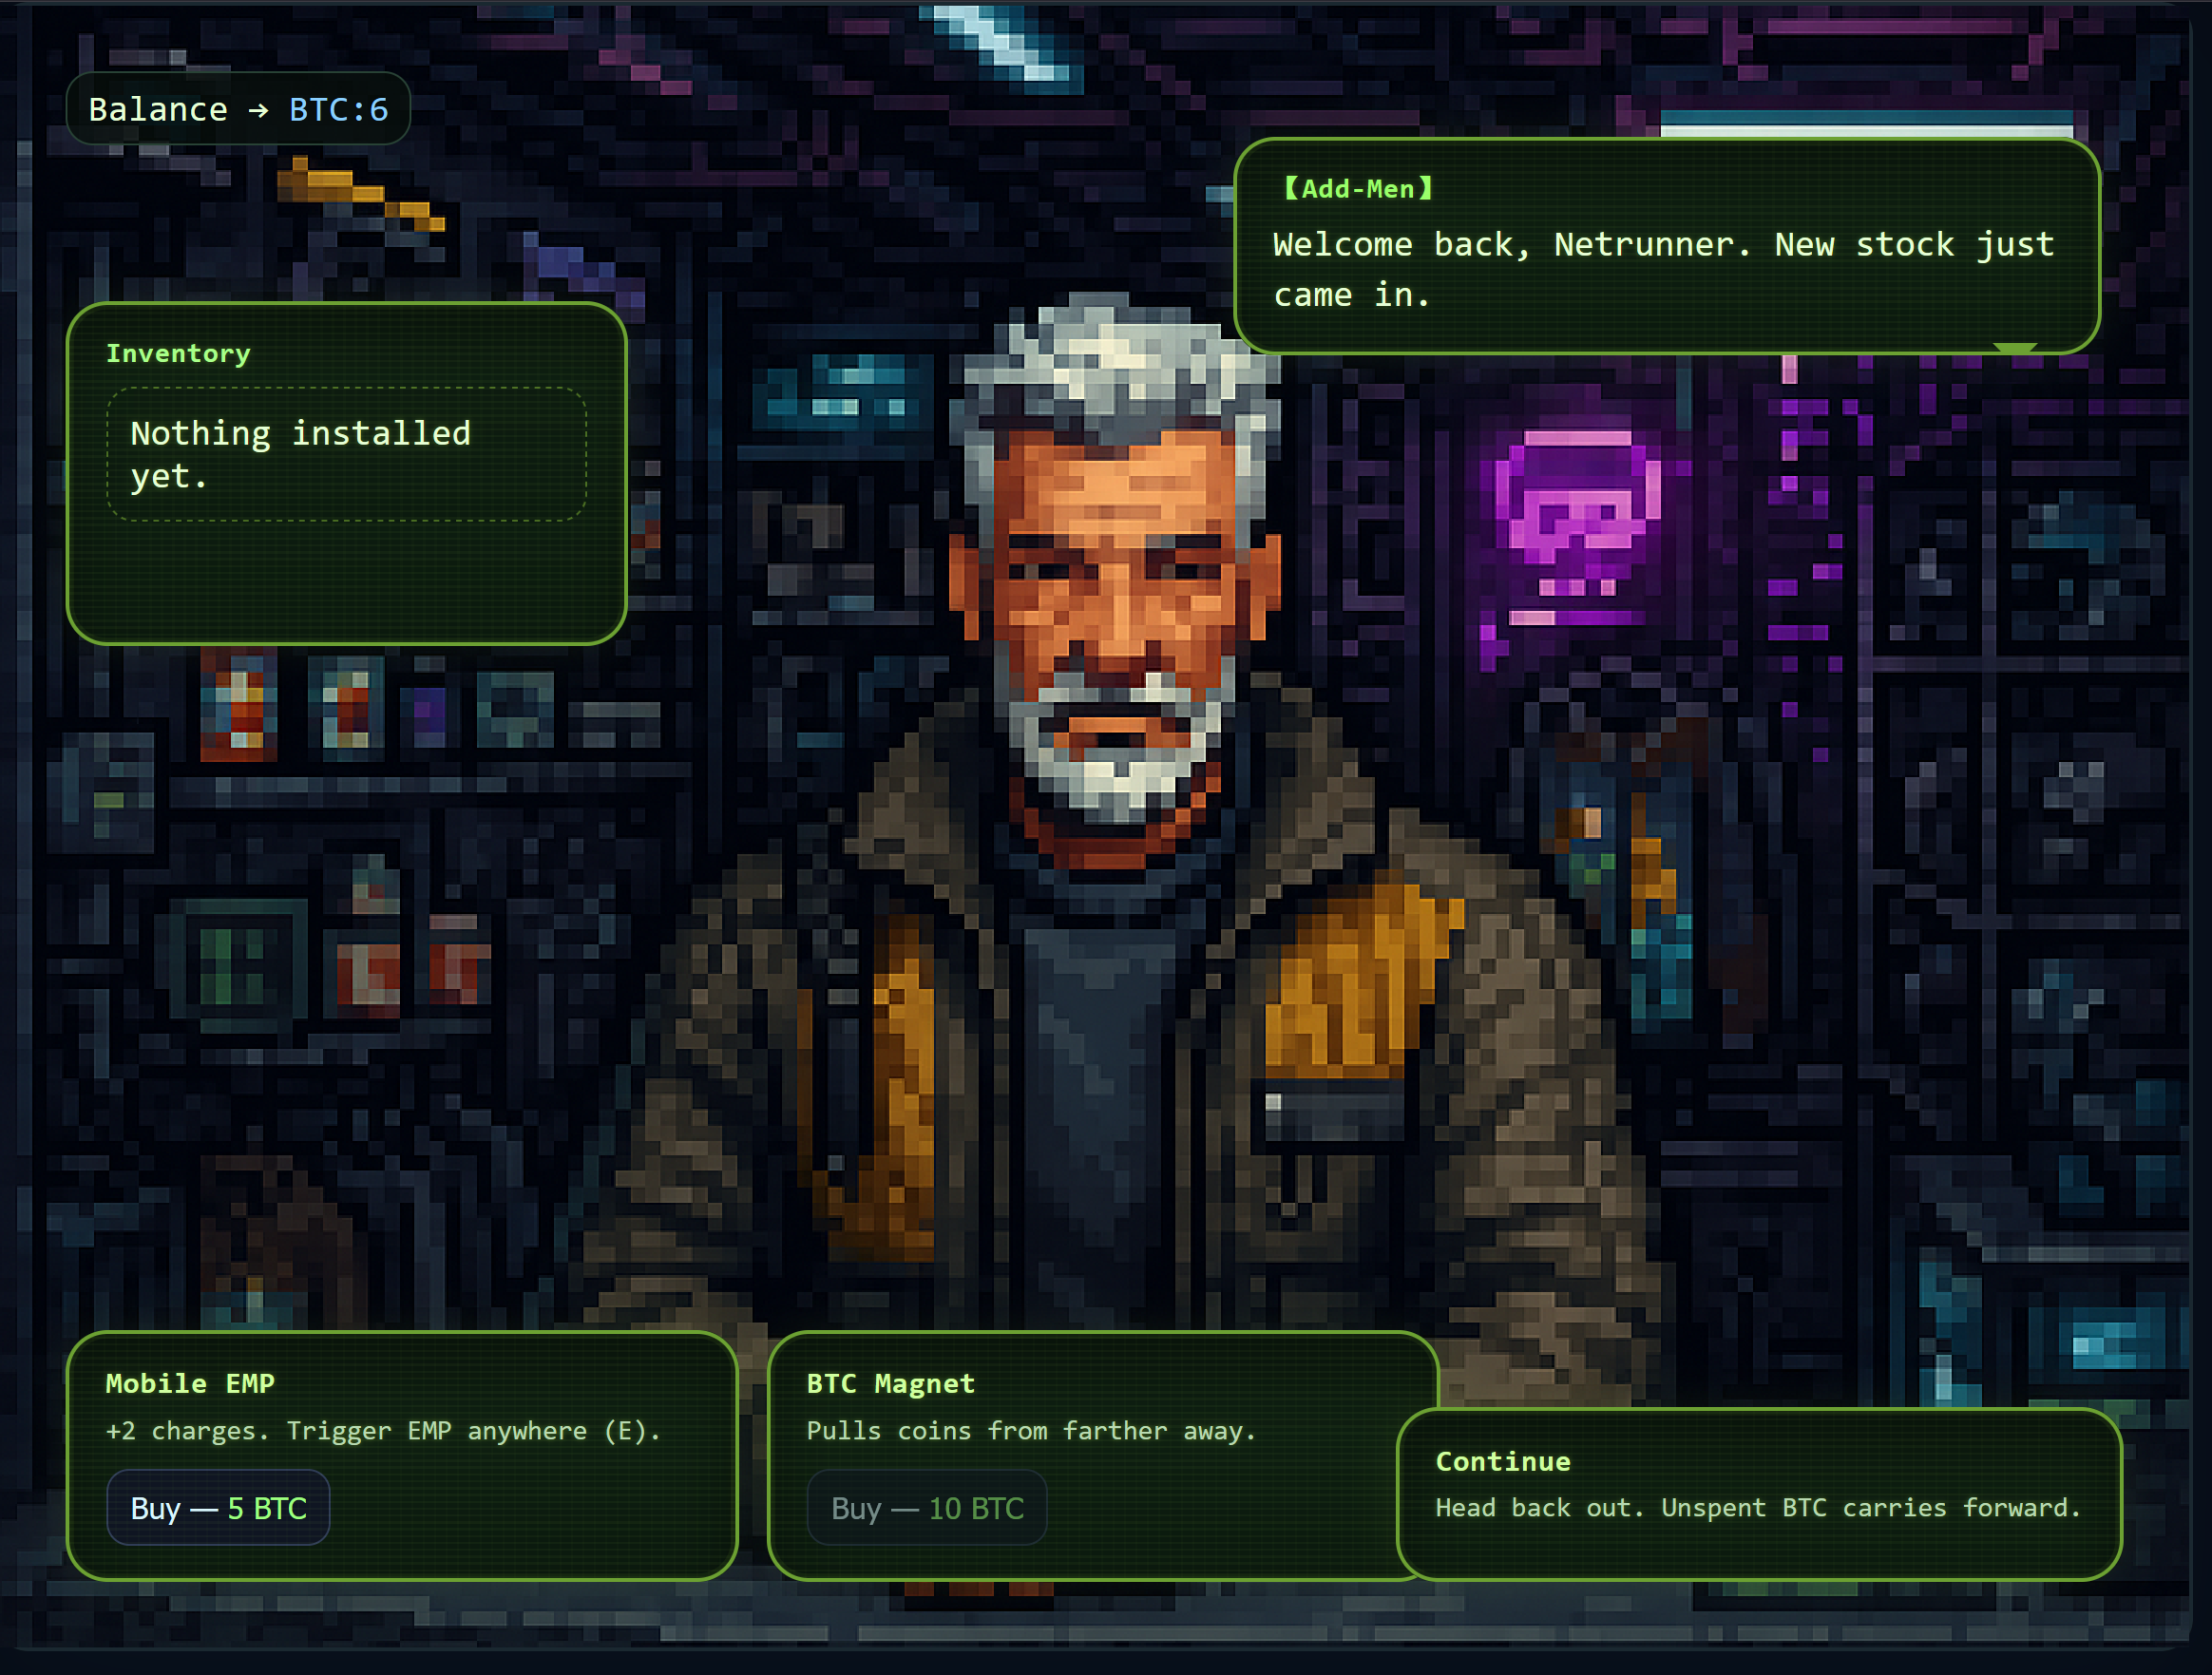 Balance → BTC:6
【Add-Men】
Welcome back, Netrunner. New stock just
came in.
Inventory
Nothing installed
yet.
Mobile EMP
+2 charges. Trigger EMP anywhere (E).
Buy — 5 BTC
BTC Magnet
Pulls coins from farther away.
Buy — 10 BTC
Continue
Head back out. Unspent BTC carries forward.